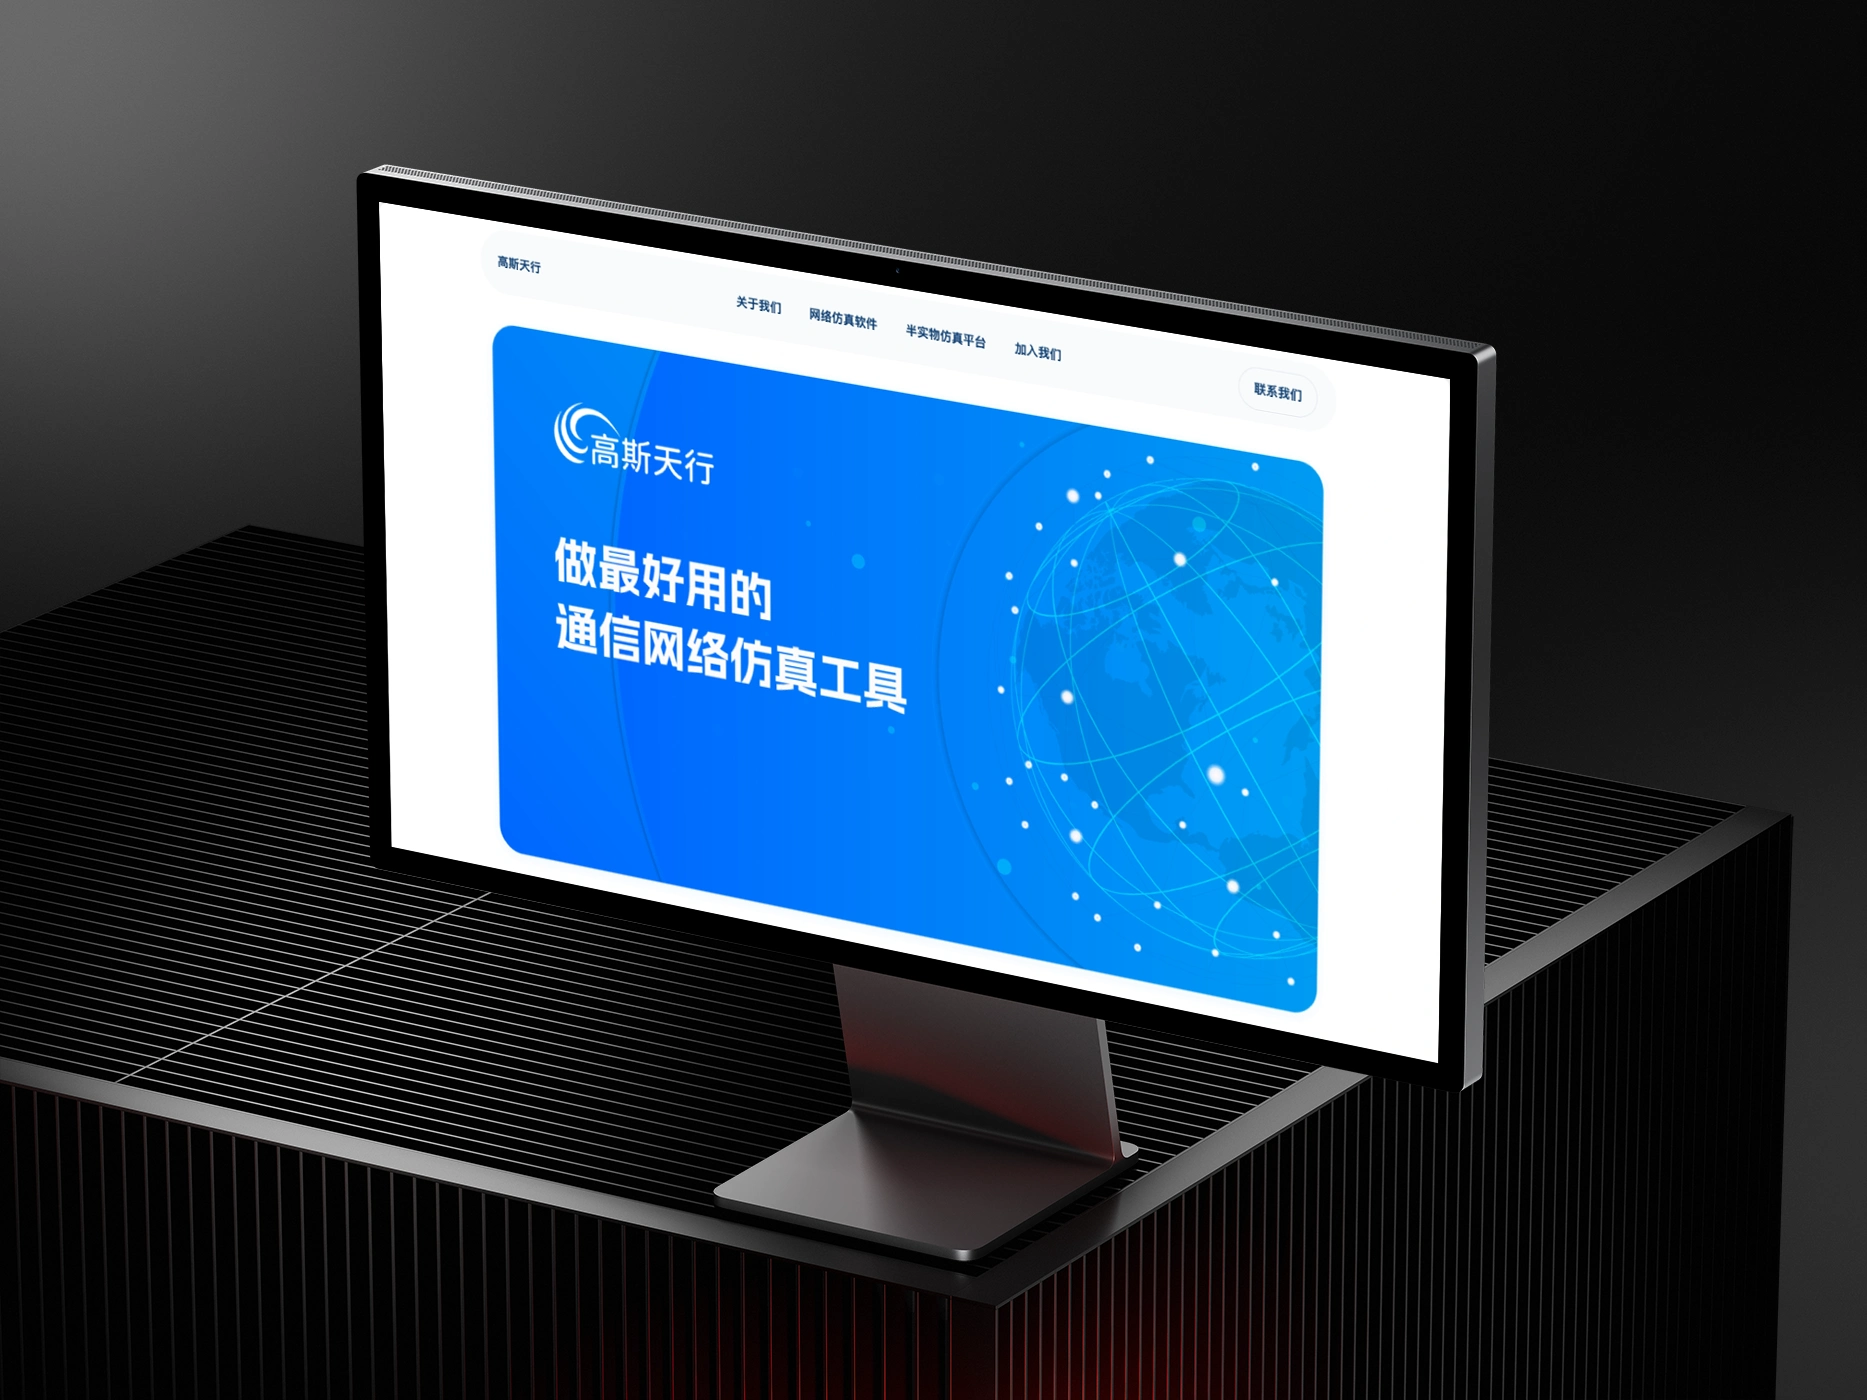 高斯天行
关于我们
网络仿真软件
半实物仿真平台
加入我们
联系我们
高斯天行
做最好用的
通信网络仿真工具